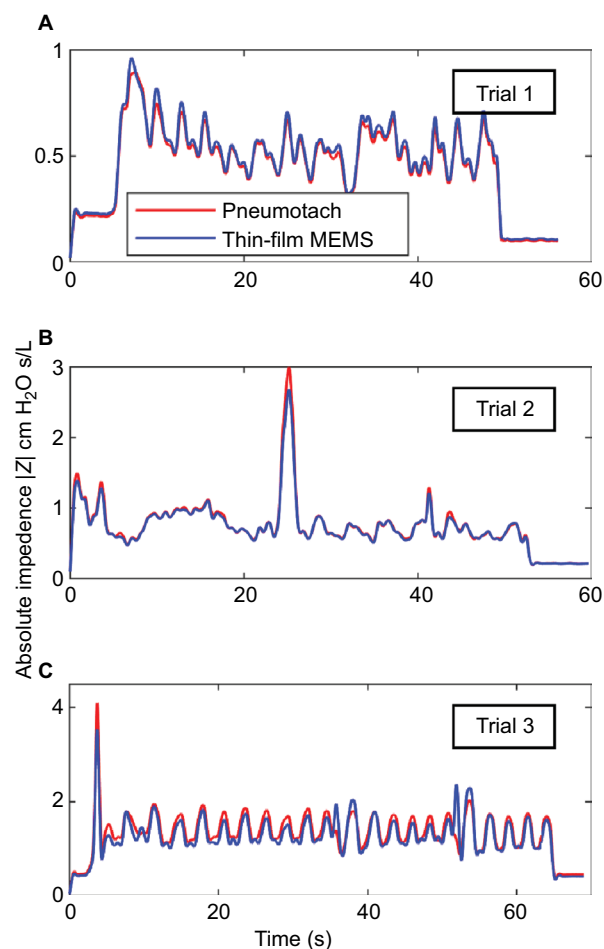 A
1
0.5
0
Trial 1
Pneumotach
Thin-film MEMS
0 20 40 60
B
3
2
1
0
Trial 2
0 20 40 60
Absolute impedence |Z| cm H₂O s/L
C
4
2
0
Trial 3
0 20 40 60
Time (s)